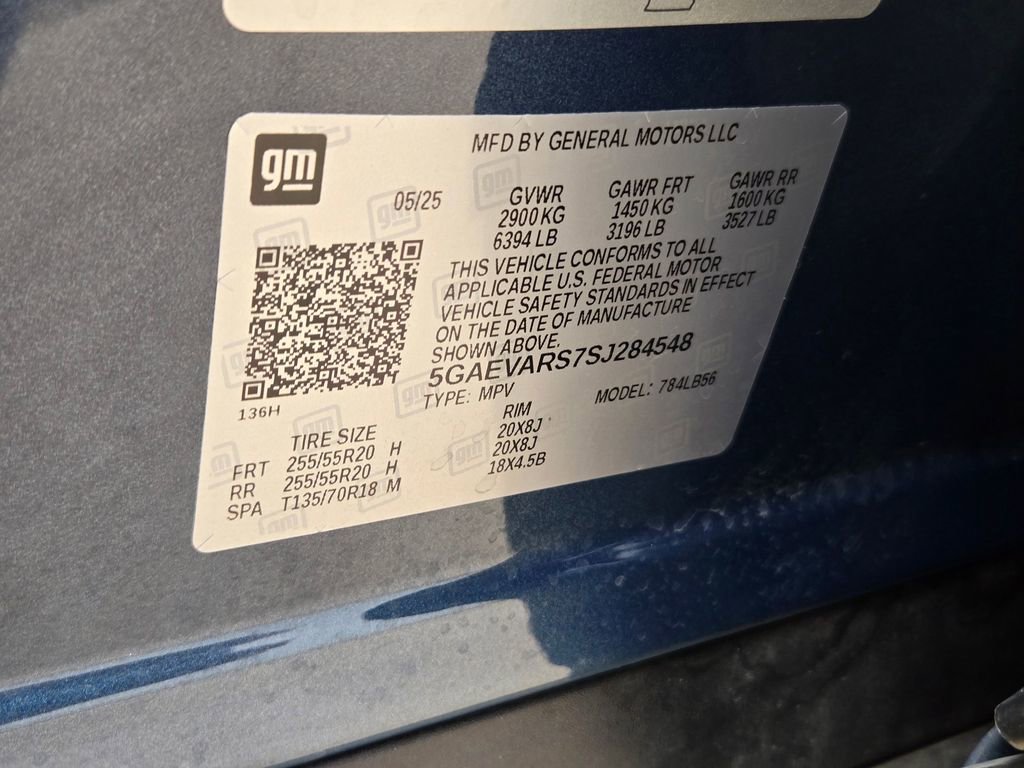 gm
MFD BY GENERAL MOTORS LLC
05/25
GVWR GAWR FRT GAWR RR
2900 KG 1450 KG 1600 KG
6394 LB 3196 LB 3527 LB
THIS VEHICLE CONFORMS TO ALL
APPLICABLE U.S. FEDERAL MOTOR
VEHICLE SAFETY STANDARDS IN EFFECT
ON THE DATE OF MANUFACTURE
SHOWN ABOVE.
5GAEVARS7SJ284548
TYPE: MPV MODEL: 784LB56
136H
TIRE SIZE RIM
FRT 255/55R20 H 20X8J
RR 255/55R20 H 20X8J
SPA T135/70R18 M 18X4.5B